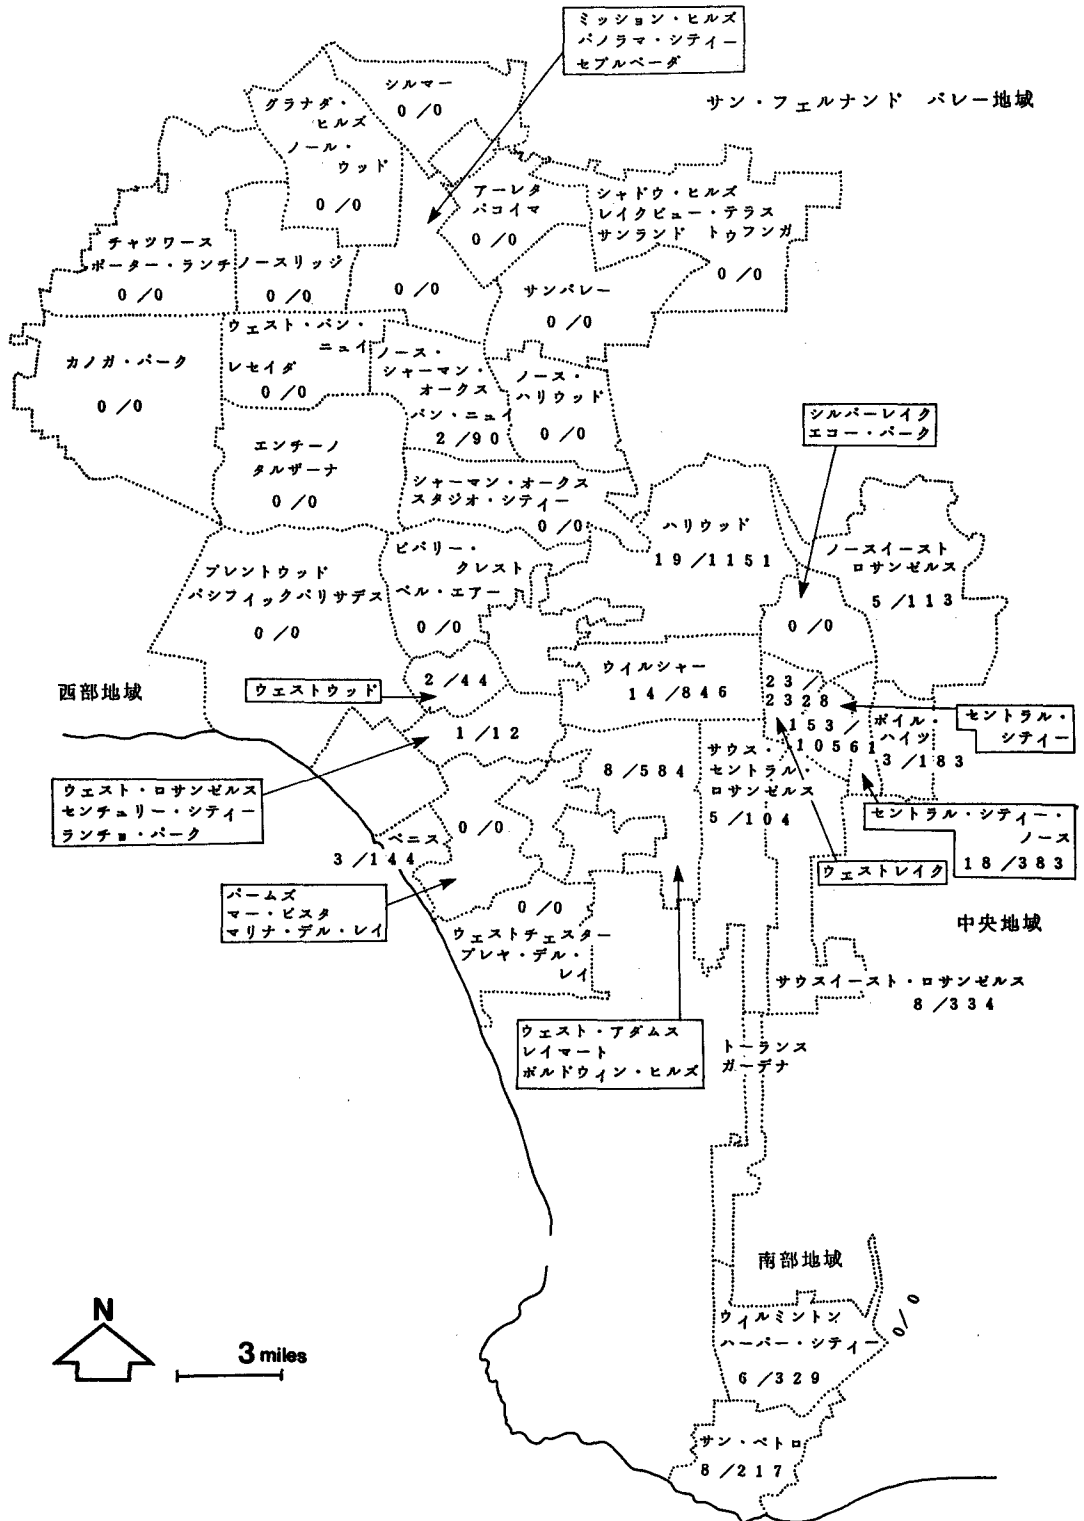 ミッション・ヒルズ
パノラマ・シティー
セプルベーダ
サン・フェルナンド バレー地域
シルマー
0/0
グラナダ・
ヒルズ
ノール・
ウッド
0/0
アーレタ
パコイマ
0/0
シャドウ・ヒルズ
レイクビュー・テラス
サンランド トゥフンガ
0/0
チャツワース
ポーター・ランチ
0/0
ノースリッジ
0/0
0/0
サンバレー
0/0
カノガ・パーク
0/0
ウェスト・バン・
ニュイ
レセイダ
0/0
ノース・
シャーマン・
オークス
バン・ニュイ
2/90
ノース・
ハリウッド
0/0
エンチーノ
タルザーナ
0/0
シャーマン・オークス
スタジオ・シティー
0/0
シルバーレイク
エコー・パーク
ハリウッド
19/1151
ノースイースト
ロサンゼルス
5/113
ブレントウッド
パシフィックパリサデス
0/0
ビバリー・
クレスト
ベル・エアー
0/0
0/0
西部地域
ウェストウッド
2/44
ウイルシャー
14/846
23/
2328
153/
10561
ボイル・
ハイツ
3/183
セントラル・
シティー
1/12
8/584
サウス・
セントラル・
ロサンゼルス
5/104
ウェスト・ロサンゼルス
センチュリー・シティー
ランチョ・パーク
0/0
ベニス
3/144
セントラル・シティー・
ノース
18/383
ウェストレイク
パームズ
マー・ビスタ
マリナ・デル・レイ
0/0
ウェストチェスター
プレヤ・デル・
レイ
中央地域
サウスイースト・ロサンゼルス
8/334
ウェスト・アダムス
レイマート
ボルドウィン・ヒルズ
トーランス
ガーデナ
南部地域
0/0
ウィルミントン
ハーバー・シティー
6/329
N
3 miles
サン・ペトロ
8/217